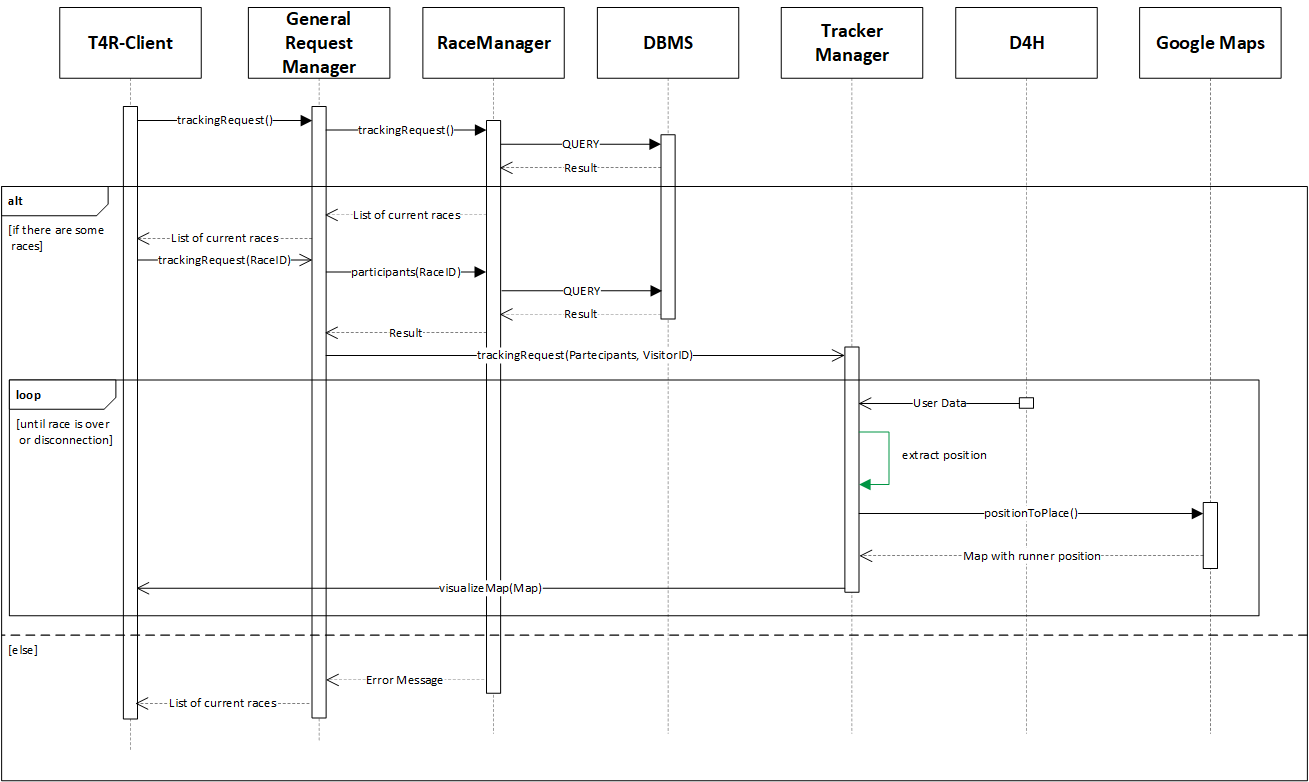 T4R-Client
General
Request
Manager
RaceManager
DBMS
Tracker
Manager
D4H
Google Maps
trackingRequest()
trackingRequest()
QUERY
Result
alt
[if there are some
races]
List of current races
List of current races
trackingRequest(RaceID)
participants(RaceID)
QUERY
Result
Result
trackingRequest(Partecipants, VisitorID)
loop
[until race is over
or disconnection]
User Data
extract position
positionToPlace()
Map with runner position
visualizeMap(Map)
[else]
Error Message
List of current races